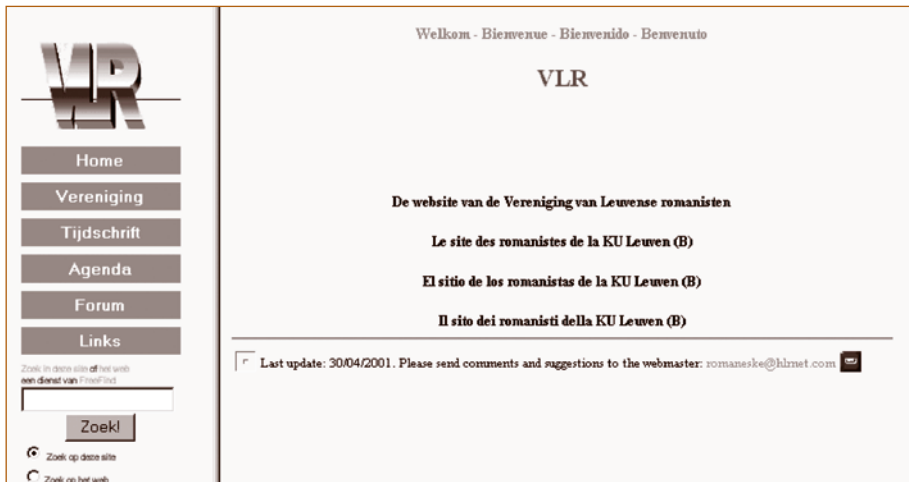 VLR
Home
Vereniging
Tijdschrift
Agenda
Forum
Links
Zoek in deze site of het web
een dienst van FreeFind
Zoek!
Zoek op deze site
Zoek op het web
Welkom - Bienvenue - Bienvenido - Benvenuto
VLR
De website van de Vereniging van Leuvense romanisten
Le site des romanistes de la KU Leuven (B)
El sitio de los romanistas de la KU Leuven (B)
Il sito dei romanisti della KU Leuven (B)
Last update: 30/04/2001. Please send comments and suggestions to the webmaster: romaneske@hlrnet.com